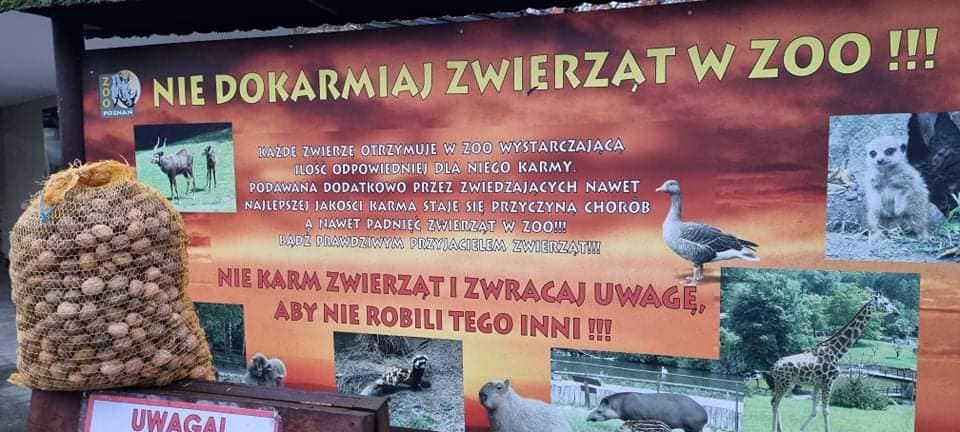 ZOO
POZNAŃ
NIE DOKARMIAJ ZWIERZĄT W ZOO !!!
KAŻDE ZWIERZĘ OTRZYMUJE W ZOO WYSTARCZAJĄCĄ
ILOŚĆ ODPOWIEDNIEJ DLA NIEGO KARMY.
PODAWANA DODATKOWO PRZEZ ZWIEDZAJĄCYCH NAWET
NAJLEPSZEJ JAKOŚCI KARMA STAJE SIĘ PRZYCZYNĄ CHORÓB
A NAWET PADNIĘĆ ZWIERZĄT W ZOO!!!
BĄDŹ PRAWDZIWYM PRZYJACIELEM ZWIERZĄT!!!
NIE KARM ZWIERZĄT I ZWRACAJ UWAGĘ,
ABY NIE ROBILI TEGO INNI !!!
UWAGA!